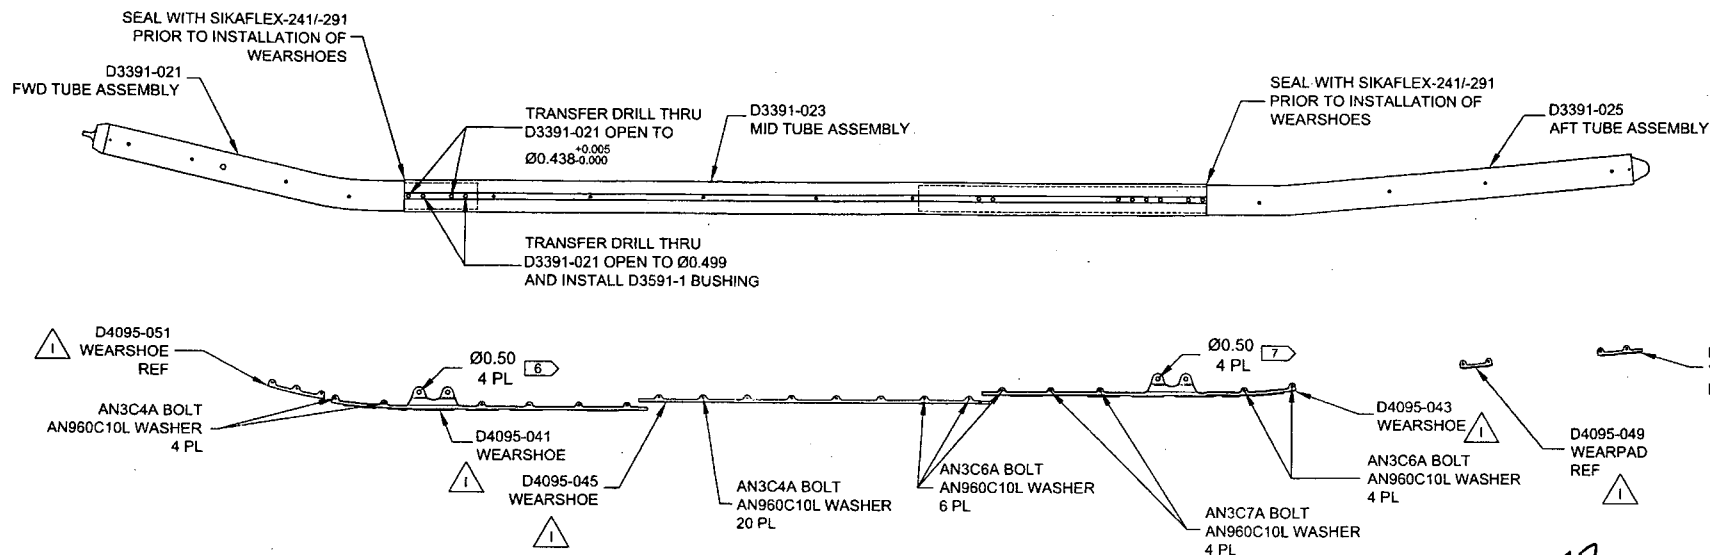 SEAL WITH SIKAFLEX-241/-291
PRIOR TO INSTALLATION OF
WEARSHOES
D3391-021
FWD TUBE ASSEMBLY
TRANSFER DRILL THRU
D3391-021 OPEN TO
Ø0.438 +0.005 -0.000
D3391-023
MID TUBE ASSEMBLY
SEAL WITH SIKAFLEX-241/-291
PRIOR TO INSTALLATION OF
WEARSHOES
D3391-025
AFT TUBE ASSEMBLY
TRANSFER DRILL THRU
D3391-021 OPEN TO Ø0.499
AND INSTALL D3591-1 BUSHING
1
D4095-051
WEARSHOE
REF
Ø0.50
4 PL
6
Ø0.50
4 PL
7
AN3C4A BOLT
AN960C10L WASHER
4 PL
D4095-041
WEARSHOE
1
D4095-045
WEARSHOE
1
AN3C4A BOLT
AN960C10L WASHER
20 PL
AN3C6A BOLT
AN960C10L WASHER
6 PL
AN3C7A BOLT
AN960C10L WASHER
4 PL
AN3C6A BOLT
AN960C10L WASHER
4 PL
D4095-043
WEARSHOE
1
D4095-049
WEARPAD
REF
1